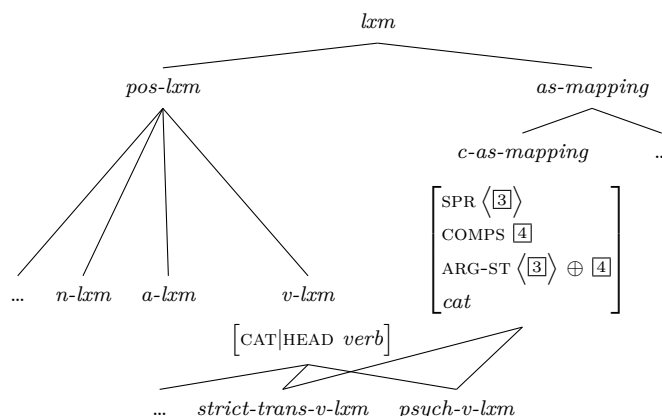 lxm
pos-lxm as-mapping
c-as-mapping ...
SPR ⟨[3]⟩
COMPS [4]
ARG-ST ⟨[3]⟩ ⊕ [4]
cat
... n-lxm a-lxm v-lxm
[CAT|HEAD verb]
... strict-trans-v-lxm psych-v-lxm